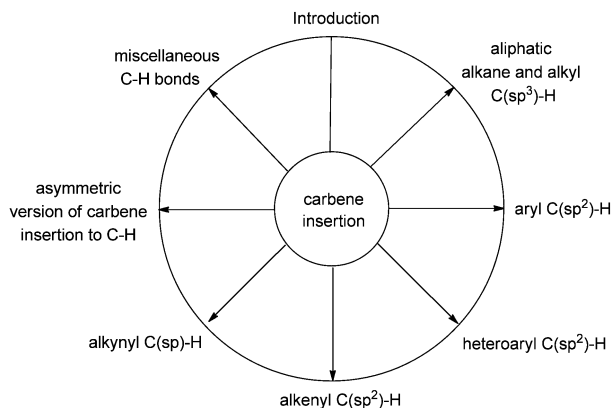 Introduction
aliphatic
alkane and alkyl
C(sp³)-H
aryl C(sp²)-H
heteroaryl C(sp²)-H
alkenyl C(sp²)-H
alkynyl C(sp)-H
asymmetric
version of carbene
insertion to C-H
miscellaneous
C-H bonds
carbene
insertion